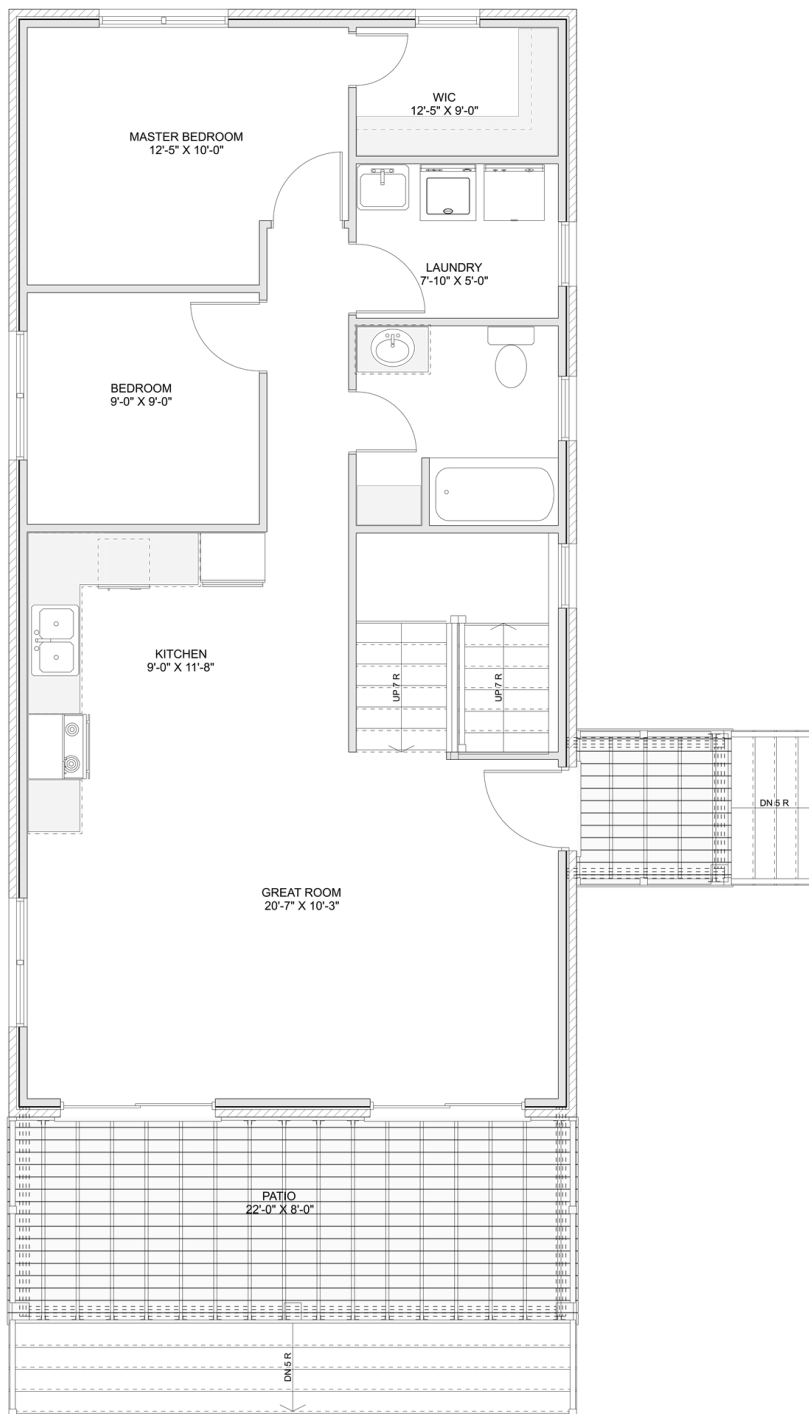 WIC
12'-5" X 9'-0"
MASTER BEDROOM
12'-5" X 10'-0"
LAUNDRY
7'-10" X 5'-0"
BEDROOM
9'-0" X 9'-0"
KITCHEN
9'-0" X 11'-8"
UP 7 R
UP 7 R
DN 5 R
GREAT ROOM
20'-7" X 10'-3"
PATIO
22'-0" X 8'-0"
DN 5 R